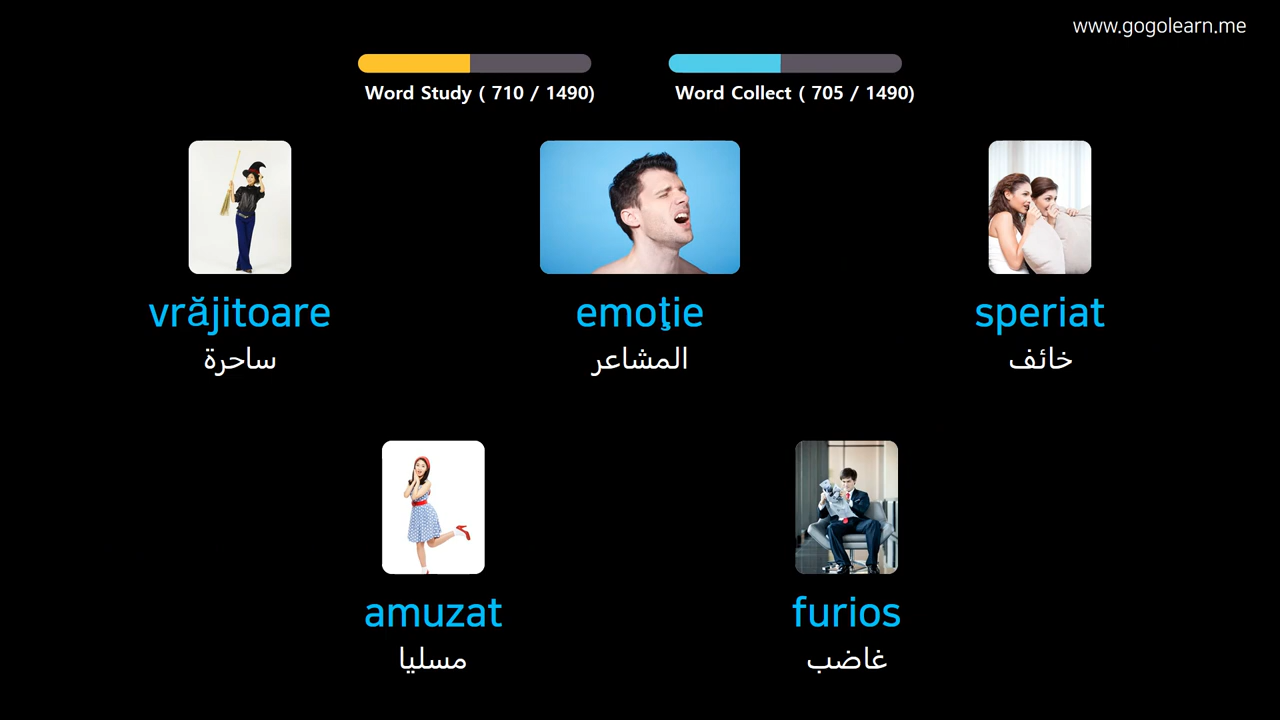 www.gogolearn.me
Word Study ( 710 / 1490)
Word Collect ( 705 / 1490)
vrăjitoare
emoţie
speriat
ساحرة
المشاعر
خائف
amuzat
furios
مسليا
غاضب